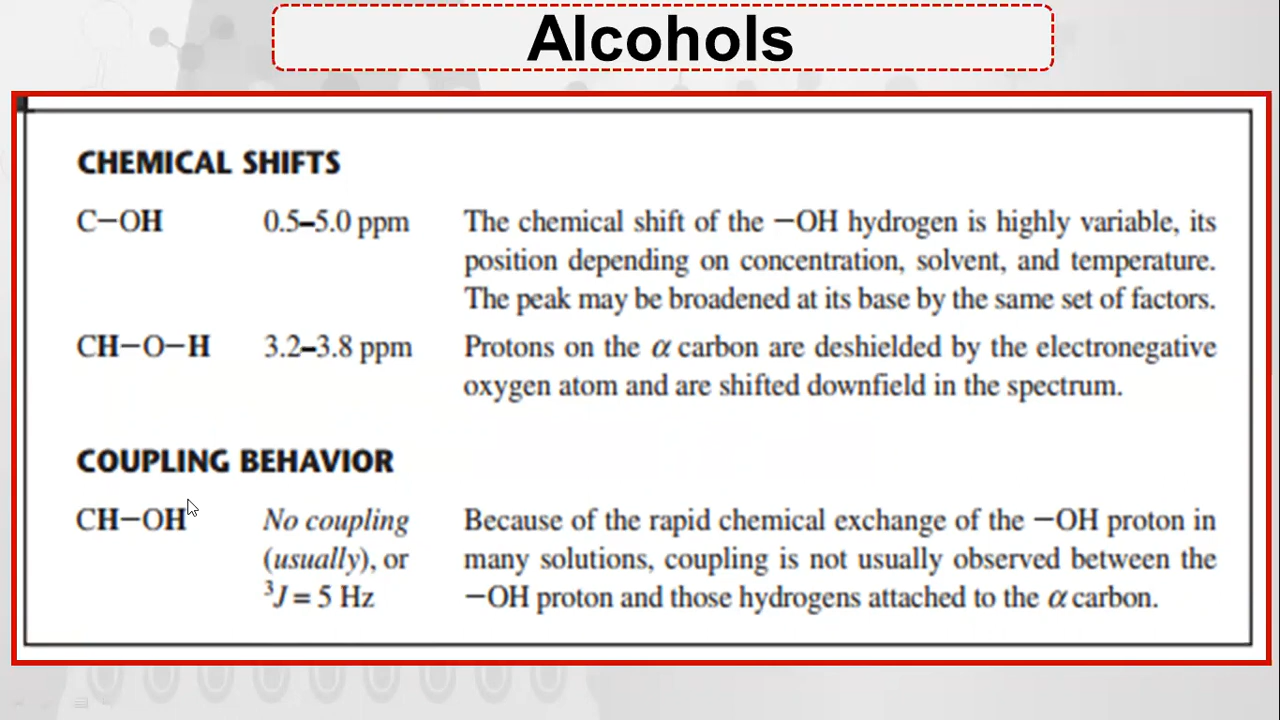 Alcohols
CHEMICAL SHIFTS
C–OH 0.5–5.0 ppm The chemical shift of the –OH hydrogen is highly variable, its
position depending on concentration, solvent, and temperature.
The peak may be broadened at its base by the same set of factors.
CH–O–H 3.2–3.8 ppm Protons on the α carbon are deshielded by the electronegative
oxygen atom and are shifted downfield in the spectrum.
COUPLING BEHAVIOR
CH–OH No coupling Because of the rapid chemical exchange of the –OH proton in
(usually), or many solutions, coupling is not usually observed between the
³J = 5 Hz –OH proton and those hydrogens attached to the α carbon.